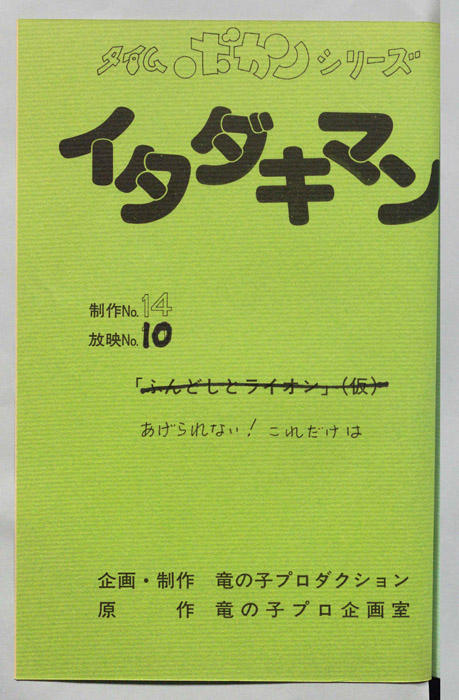 タイムボカンシリーズ
イタダキマン
制作No.14
放映No.10
「ふんどしとライオン」(仮)
あげられない! これだけは
企画・制作 竜の子プロダクション
原作 竜の子プロ企画室